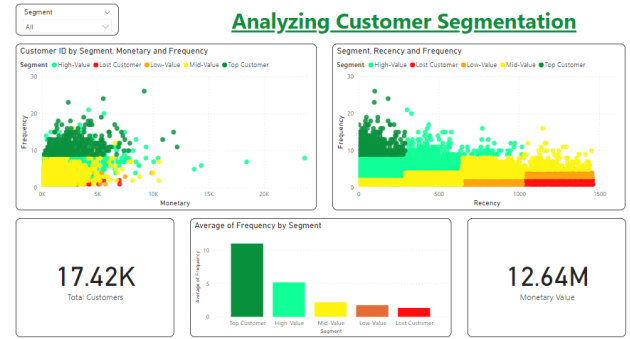 Segment
All
Analyzing Customer Segmentation
Customer ID by Segment, Monetary and Frequency
Segment High-Value Lost Customer Low-Value Mid-Value Top Customer
30
20
10
0
Frequency
0K 5K 10K 15K 20K
Monetary
Segment, Recency and Frequency
Segment High-Value Lost Customer Low-Value Mid-Value Top Customer
30
20
10
0
Frequency
0 500 1000 1500
Recency
17.42K
Total Customers
Average of Frequency by Segment
10
5
0
Average of Frequency
Top Customer High-Value Mid-Value Low-Value Lost Customer
Segment
12.64M
Monetary Value